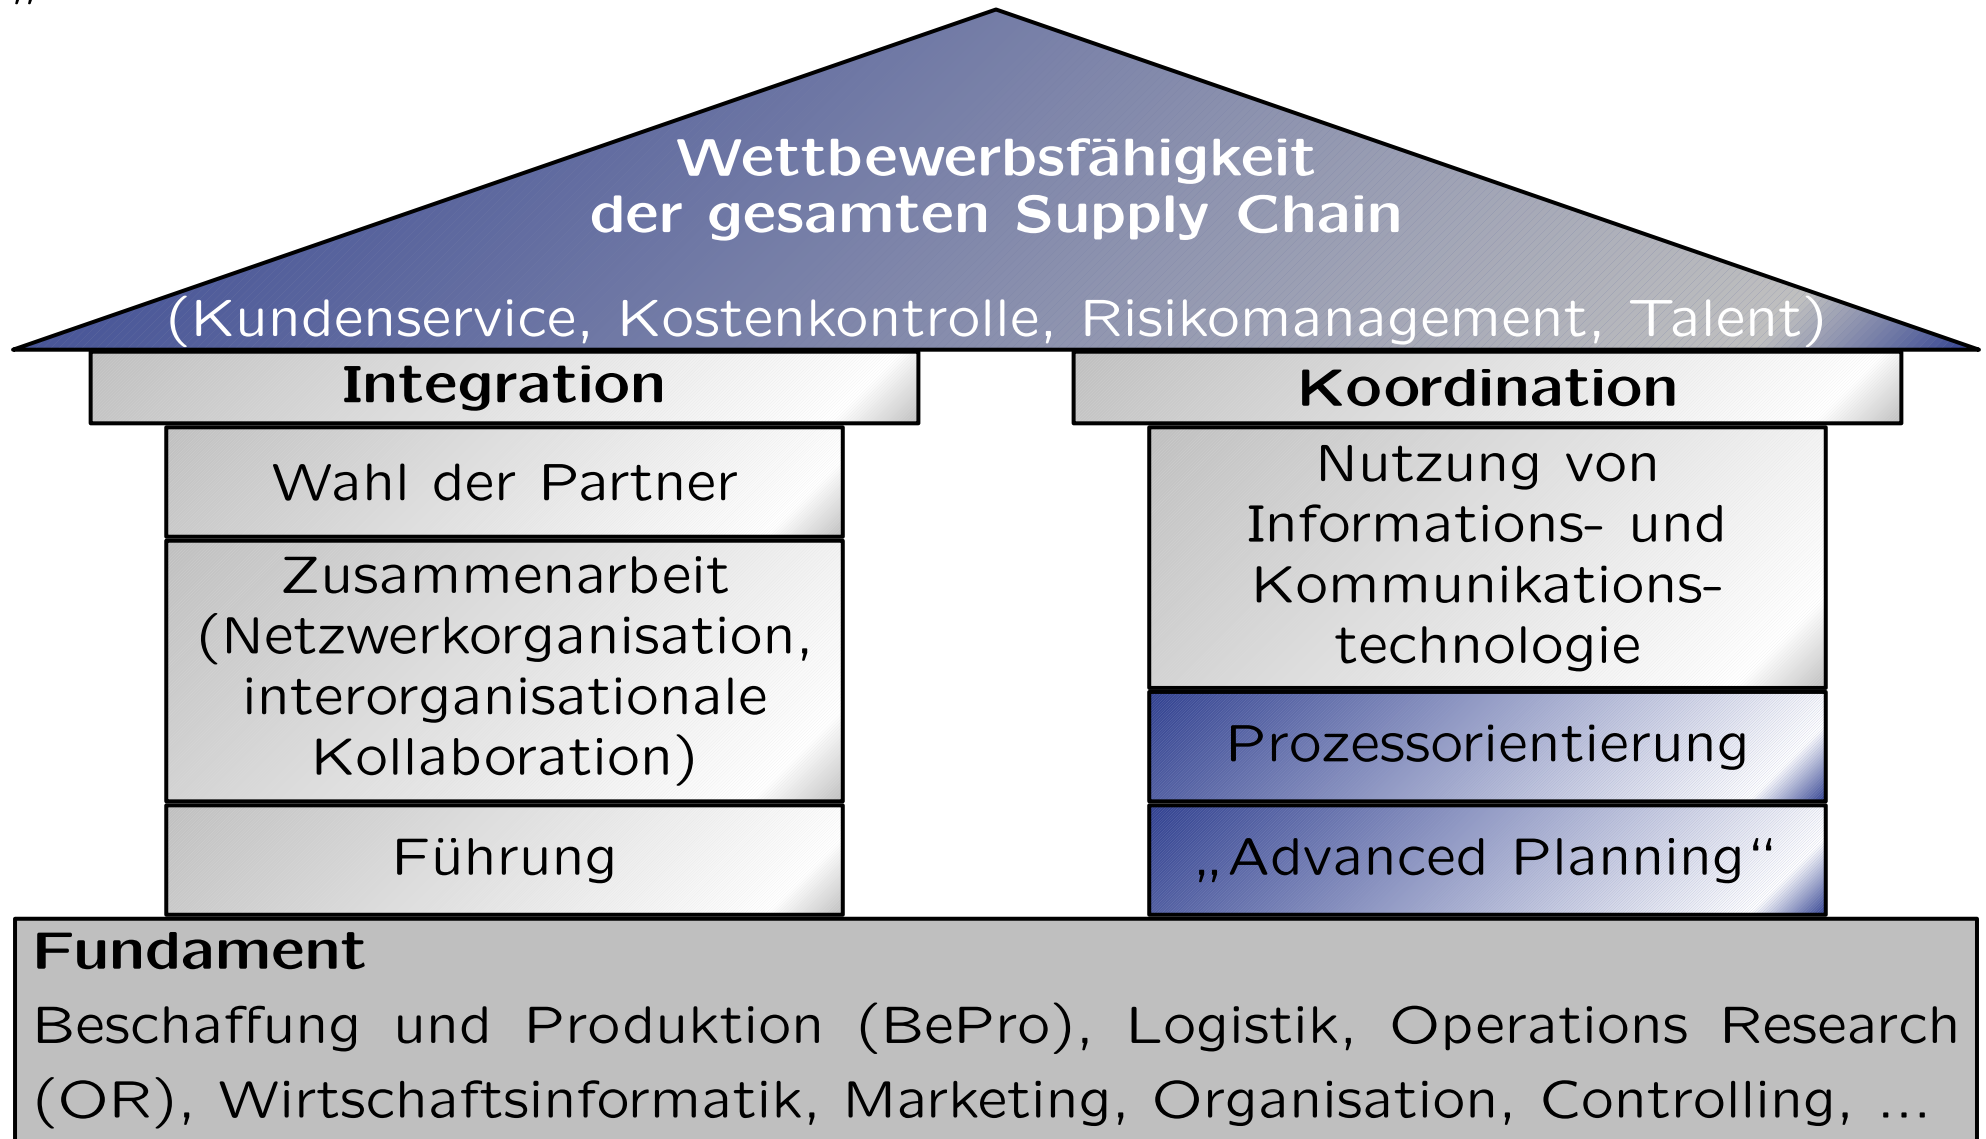 „
Wettbewerbsfähigkeit
der gesamten Supply Chain
(Kundenservice, Kostenkontrolle, Risikomanagement, Talent)
Integration
Wahl der Partner
Zusammenarbeit
(Netzwerkorganisation,
interorganisationale
Kollaboration)
Führung
Koordination
Nutzung von
Informations- und
Kommunikations-
technologie
Prozessorientierung
„Advanced Planning“
Fundament
Beschaffung und Produktion (BePro), Logistik, Operations Research
(OR), Wirtschaftsinformatik, Marketing, Organisation, Controlling, ...